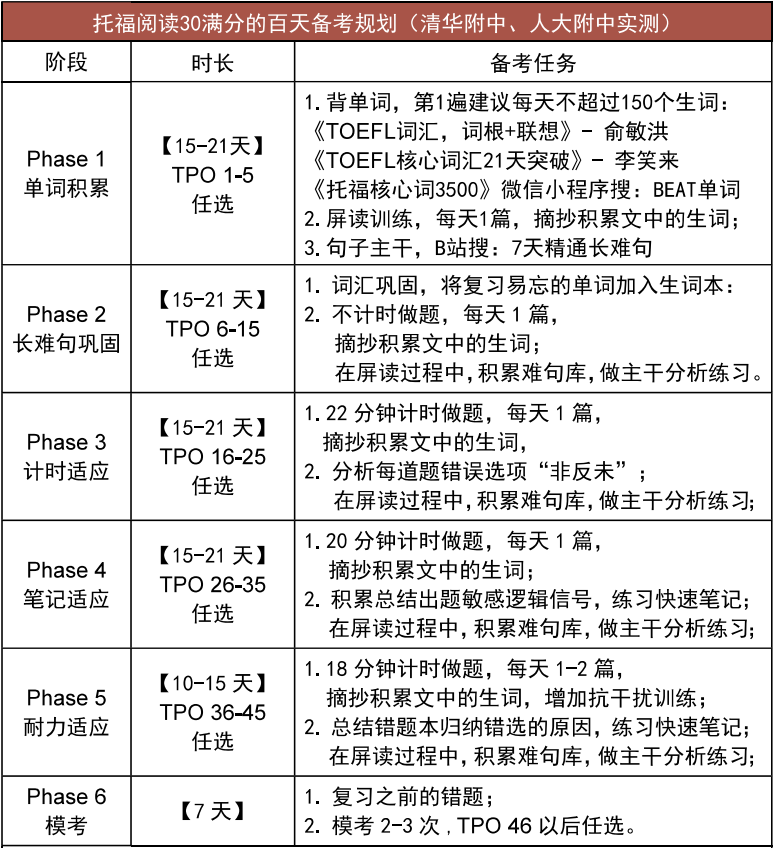 托福阅读30满分的百天备考规划（清华附中、人大附中实测）
阶段
时长
备考任务
Phase 1
单词积累
【15-21天】
TPO 1-5
任选
1. 背单词，第1遍建议每天不超过150个生词：
《TOEFL词汇，词根+联想》- 俞敏洪
《TOEFL核心词汇21天突破》- 李笑来
《托福核心词3500》微信小程序搜：BEAT单词
2. 屏读训练，每天1篇，摘抄积累文中的生词；
3. 句子主干，B站搜：7天精通长难句
Phase 2
长难句巩固
【15-21 天】
TPO 6-15
任选
1. 词汇巩固，将复习易忘的单词加入生词本：
2. 不计时做题，每天 1 篇，
摘抄积累文中的生词；
在屏读过程中,积累难句库,做主干分析练习。
Phase 3
计时适应
【15-21 天】
TPO 16-25
任选
1. 22 分钟计时做题，每天 1 篇，
摘抄积累文中的生词，
2. 分析每道题错误选项“非反未”；
在屏读过程中,积累难句库,做主干分析练习;
Phase 4
笔记适应
【15-21 天】
TPO 26-35
任选
1. 20 分钟计时做题，每天 1 篇，
摘抄积累文中的生词；
2. 积累总结出题敏感逻辑信号，练习快速笔记；
在屏读过程中,积累难句库,做主干分析练习;
Phase 5
耐力适应
【10-15 天】
TPO 36-45
任选
1. 18 分钟计时做题，每天 1-2 篇，
摘抄积累文中的生词，增加抗干扰训练；
2. 总结错题本归纳错选的原因，练习快速笔记；
在屏读过程中,积累难句库,做主干分析练习;
Phase 6
模考
【7 天】
1. 复习之前的错题；
2. 模考 2-3 次 , TPO 46 以后任选。